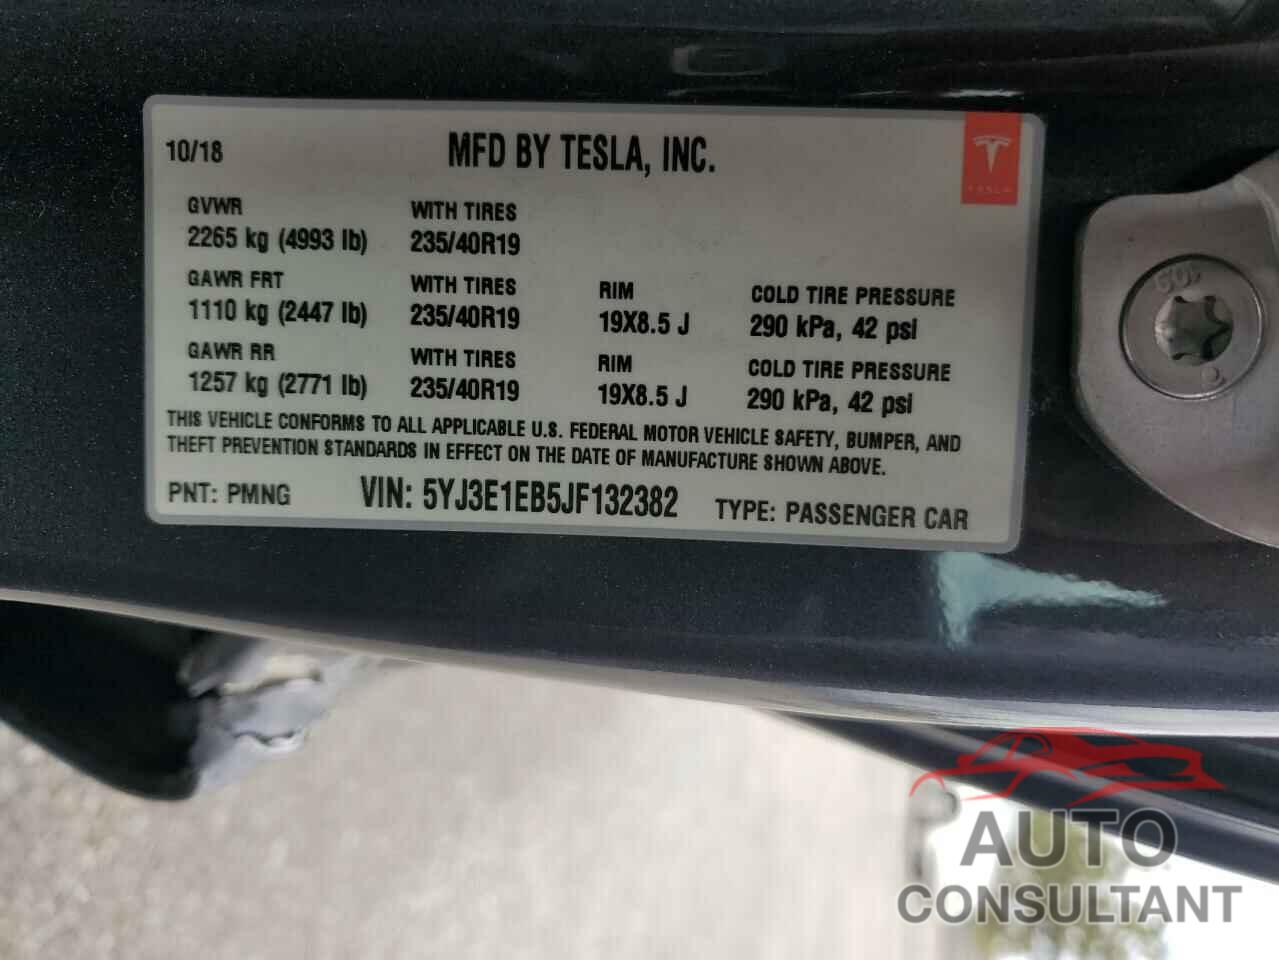 10/18 MFD BY TESLA, INC.
TESLA
GVWR WITH TIRES
2265 kg (4993 lb) 235/40R19
GAWR FRT WITH TIRES RIM COLD TIRE PRESSURE
1110 kg (2447 lb) 235/40R19 19X8.5 J 290 kPa, 42 psi
GAWR RR WITH TIRES RIM COLD TIRE PRESSURE
1257 kg (2771 lb) 235/40R19 19X8.5 J 290 kPa, 42 psi
THIS VEHICLE CONFORMS TO ALL APPLICABLE U.S. FEDERAL MOTOR VEHICLE SAFETY, BUMPER, AND
THEFT PREVENTION STANDARDS IN EFFECT ON THE DATE OF MANUFACTURE SHOWN ABOVE.
PNT: PMNG VIN: 5YJ3E1EB5JF132382 TYPE: PASSENGER CAR
AUTO
CONSULTANT